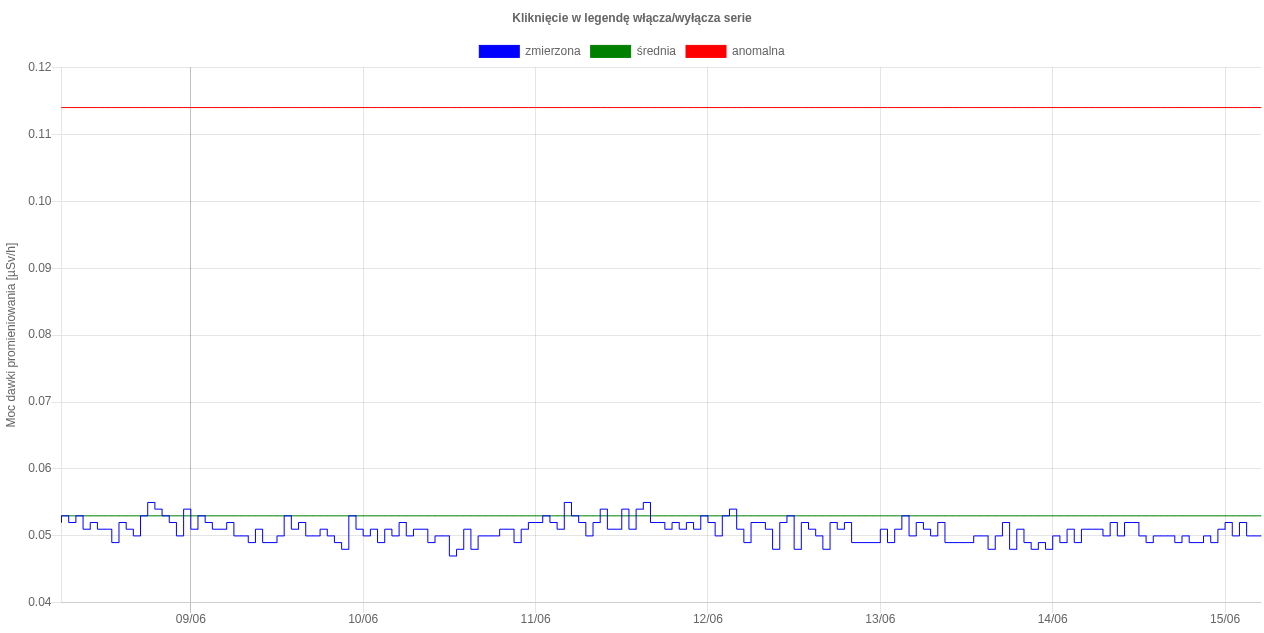 Kliknięcie w legendę włącza/wyłącza serie
zmierzona średnia anomalna
0.12
0.11
0.10
0.09
0.08
0.07
0.06
0.05
0.04
Moc dawki promieniowania [µSv/h]
09/06 10/06 11/06 12/06 13/06 14/06 15/06